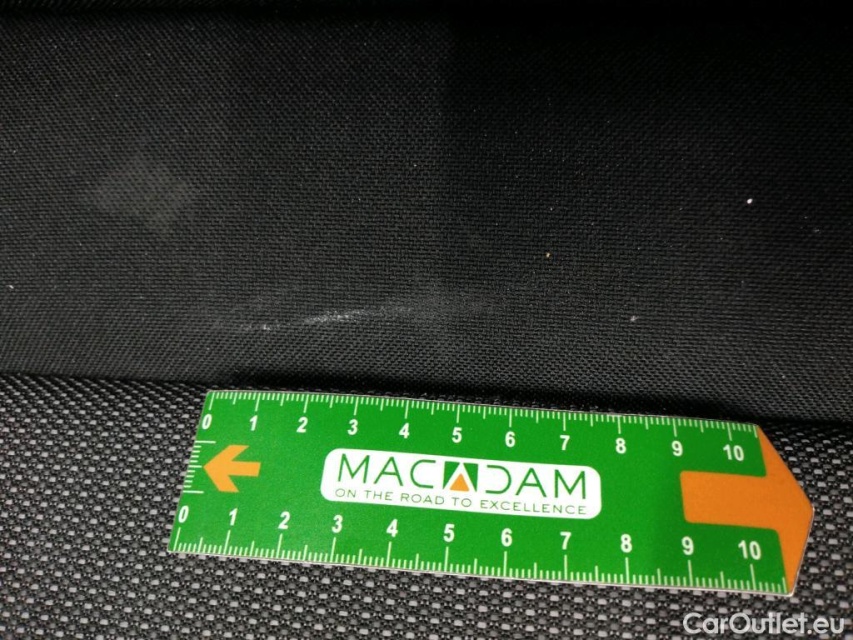 0 1 2 3 4 5 6 7 8 9 10
MACADAM
ON THE ROAD TO EXCELLENCE
0 1 2 3 4 5 6 7 8 9 10
CarOutlet.eu